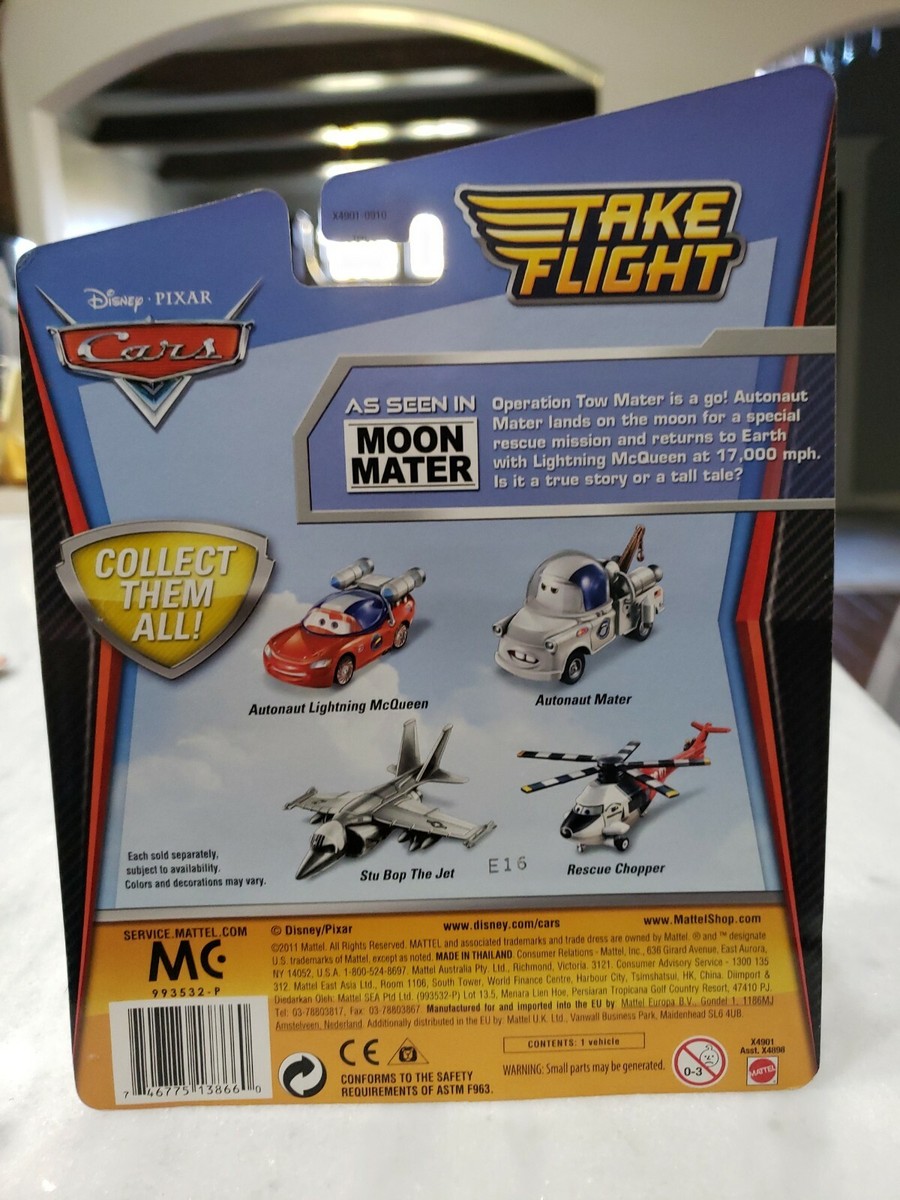 X4901-0910
TAKE
FLIGHT
Disney · PIXAR
Cars
AS SEEN IN
MOON
MATER
Operation Tow Mater is a go! Autonaut
Mater lands on the moon for a special
rescue mission and returns to Earth
with Lightning McQueen at 17,000 mph.
Is it a true story or a tall tale?
COLLECT
THEM
ALL!
Autonaut Lightning McQueen
Autonaut Mater
Stu Bop The Jet
E16
Rescue Chopper
Each sold separately,
subject to availability.
Colors and decorations may vary.
SERVICE.MATTEL.COM
MC
993532-P
© Disney/Pixar
www.disney.com/cars
www.MattelShop.com
©2011 Mattel. All Rights Reserved. MATTEL and associated trademarks and trade dress are owned by Mattel. ® and ™ designate
U.S. trademarks of Mattel, except as noted. MADE IN THAILAND. Consumer Relations - Mattel, Inc., 636 Girard Avenue, East Aurora,
NY 14052, U.S.A. 1-800-524-8697. Mattel Australia Pty. Ltd., Richmond, Victoria. 3121. Consumer Advisory Service - 1300 135
312. Mattel East Asia Ltd., Room 1106, South Tower, World Finance Centre, Harbour City, Tsimshatsui, HK, China. Diimport &
Diedarkan Oleh: Mattel SEA Ptd Ltd. (993532-P) Lot 13.5, Menara Lien Hoe, Persiaran Tropicana Golf Country Resort, 47410 PJ.
Tel: 03-78803817, Fax: 03-78803867. Manufactured for and imported into the EU by: Mattel Europa B.V., Gondel 1, 1186MJ
Amstelveen, Nederland. Additionally distributed in the EU by: Mattel U.K. Ltd., Vanwall Business Park, Maidenhead SL6 4UB.
7 46775 13866 0
CE
CONFORMS TO THE SAFETY
REQUIREMENTS OF ASTM F963.
CONTENTS: 1 vehicle
WARNING: Small parts may be generated.
0-3
X4901
Asst. X4898
MATTEL